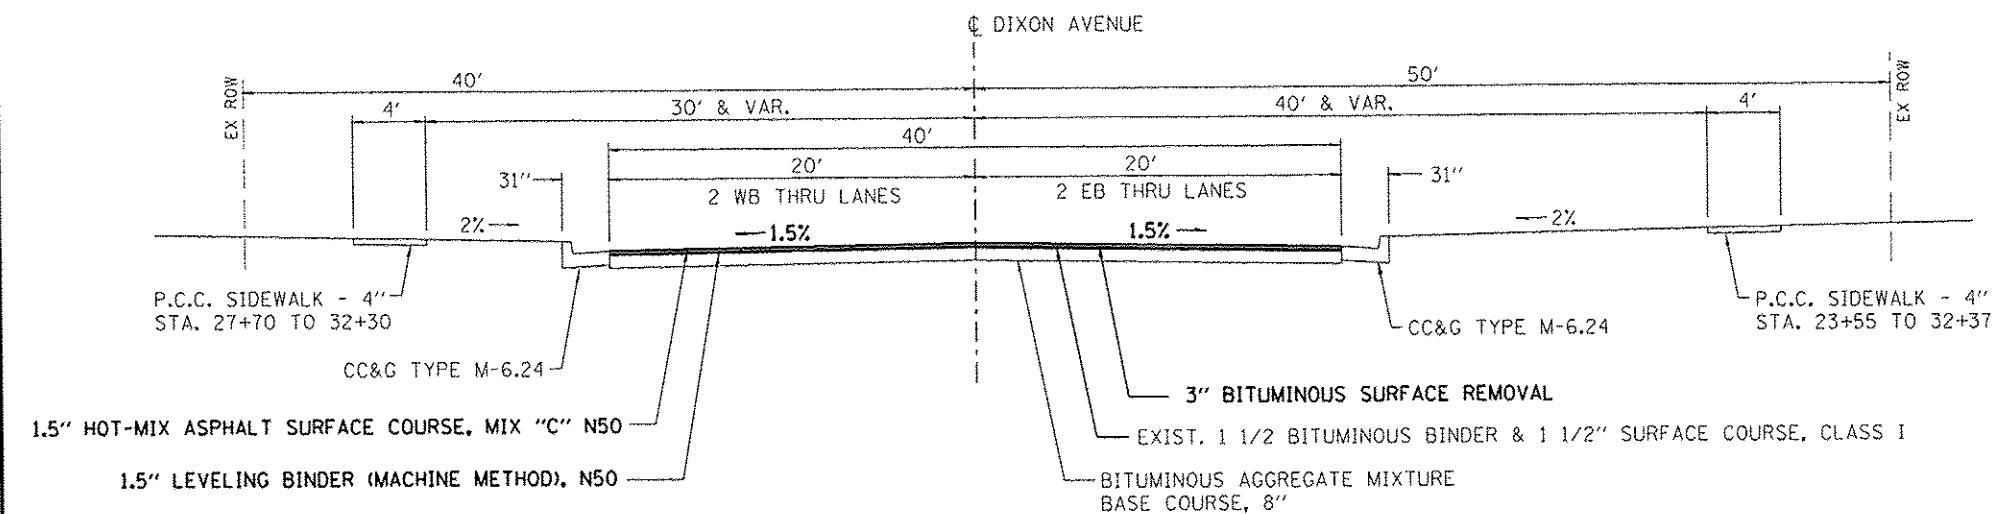 ℄ DIXON AVENUE
40' 50'
EX ROW EX ROW
4' 30' & VAR. 40' & VAR. 4'
40'
20' 20'
31" 31"
2 WB THRU LANES 2 EB THRU LANES
2% 1.5% 1.5% 2%
P.C.C. SIDEWALK - 4"
STA. 27+70 TO 32+30
P.C.C. SIDEWALK - 4"
STA. 23+55 TO 32+37
CC&G TYPE M-6.24
CC&G TYPE M-6.24
3" BITUMINOUS SURFACE REMOVAL
1.5" HOT-MIX ASPHALT SURFACE COURSE, MIX "C" N50
EXIST. 1 1/2 BITUMINOUS BINDER & 1 1/2" SURFACE COURSE, CLASS I
1.5" LEVELING BINDER (MACHINE METHOD), N50
BITUMINOUS AGGREGATE MIXTURE
BASE COURSE, 8"